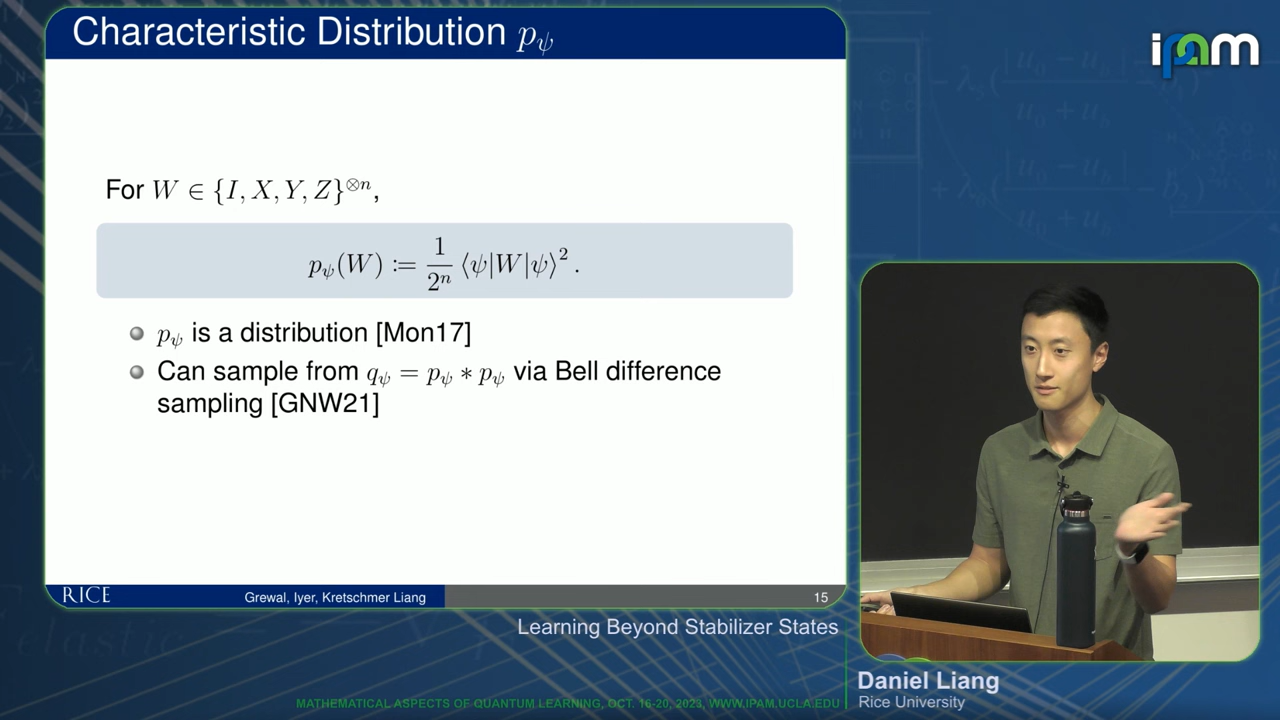 Characteristic Distribution p_ψ
ipam
For W ∈ {I, X, Y, Z}^{⊗n},
p_ψ(W) := \frac{1}{2^n} ⟨ψ|W|ψ⟩^2.
p_ψ is a distribution [Mon17]
Can sample from q_ψ = p_ψ ∗ p_ψ via Bell difference
sampling [GNW21]
RICE
Grewal, Iyer, Kretschmer Liang
15
Learning Beyond Stabilizer States
Daniel Liang
Rice University
MATHEMATICAL ASPECTS OF QUANTUM LEARNING, OCT. 16-20, 2023, WWW.IPAM.UCLA.EDU
elastic